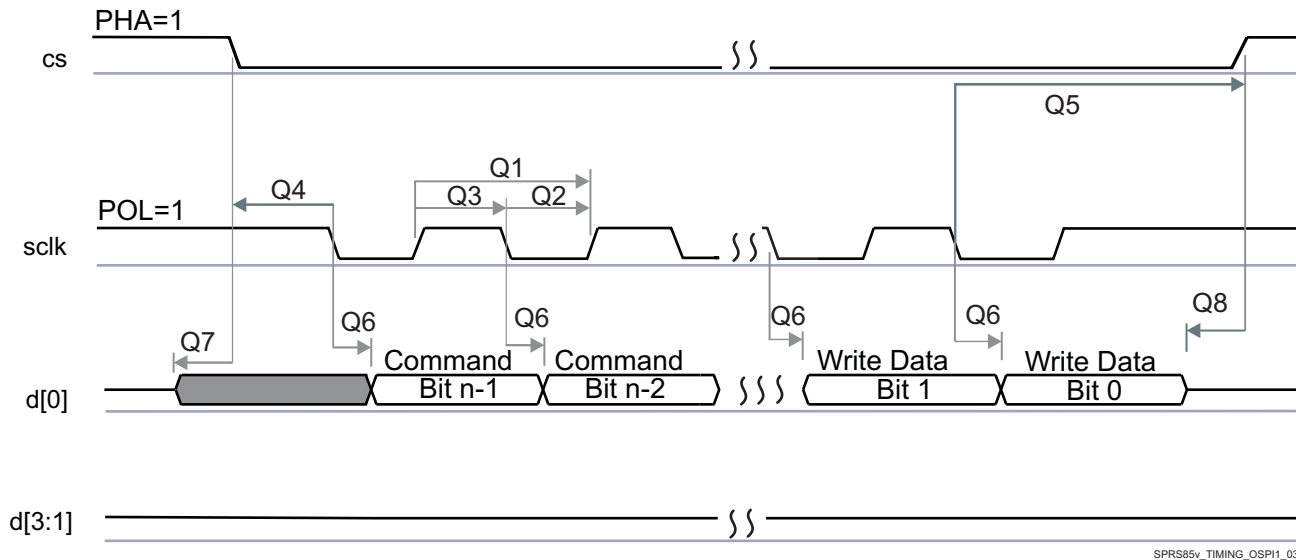 PHA=1
cs
Q5
Q1
Q4
Q3
Q2
POL=1
sclk
Q7
Q6
Q6
Q6
Q6
Q8
Command
Command
Write Data
Write Data
d[0]
Bit n-1
Bit n-2
Bit 1
Bit 0
d[3:1]
SPRS85v_TIMING_OSPI1_03